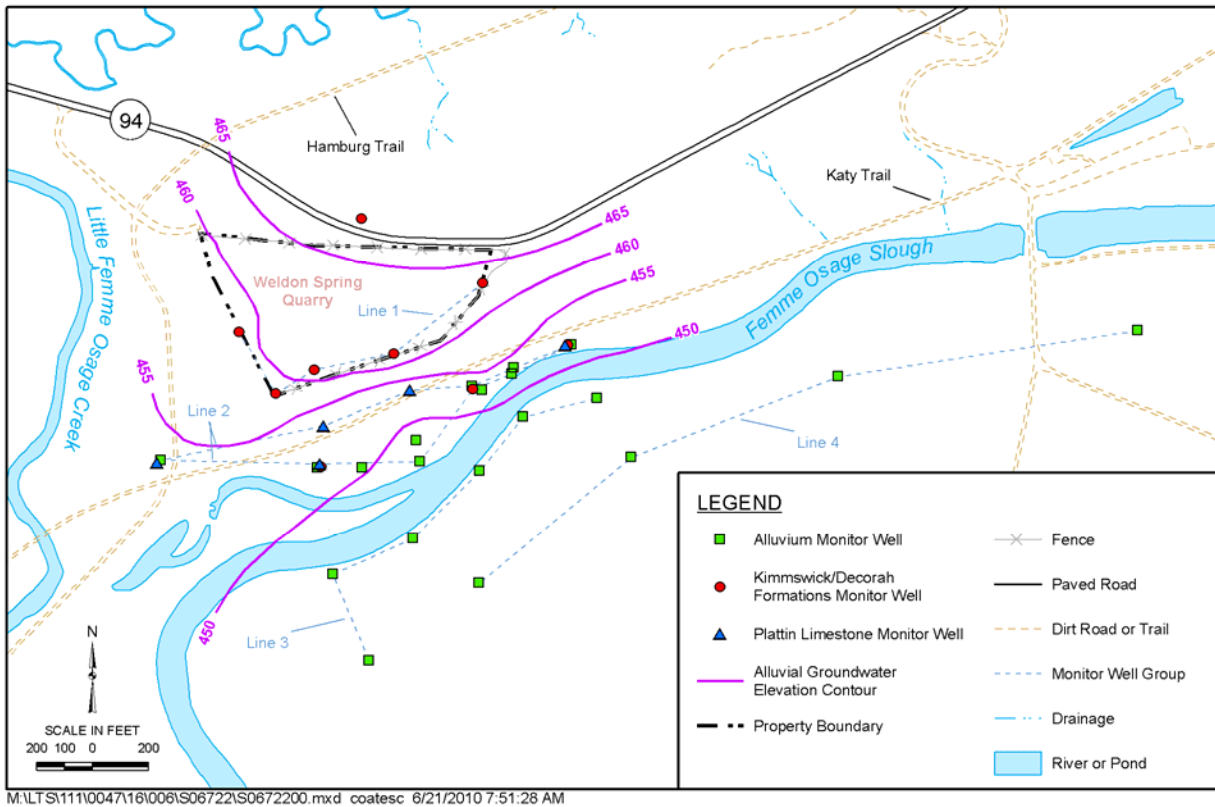 94
465
Hamburg Trail
460
Katy Trail
465
460
455
Little Femme Osage Creek
Weldon Spring
Quarry
Line 1
Femme Osage Slough
450
455
Line 2
Line 4
450
Line 3
N
SCALE IN FEET
200 100 0 200
LEGEND
Alluvium Monitor Well
Kimmswick/Decorah
Formations Monitor Well
Plattin Limestone Monitor Well
Alluvial Groundwater
Elevation Contour
Property Boundary
Fence
Paved Road
Dirt Road or Trail
Monitor Well Group
Drainage
River or Pond
M:\LTS\111\0047\16\006\S06722\S0672200.mxd coatesc 6/21/2010 7:51:28 AM